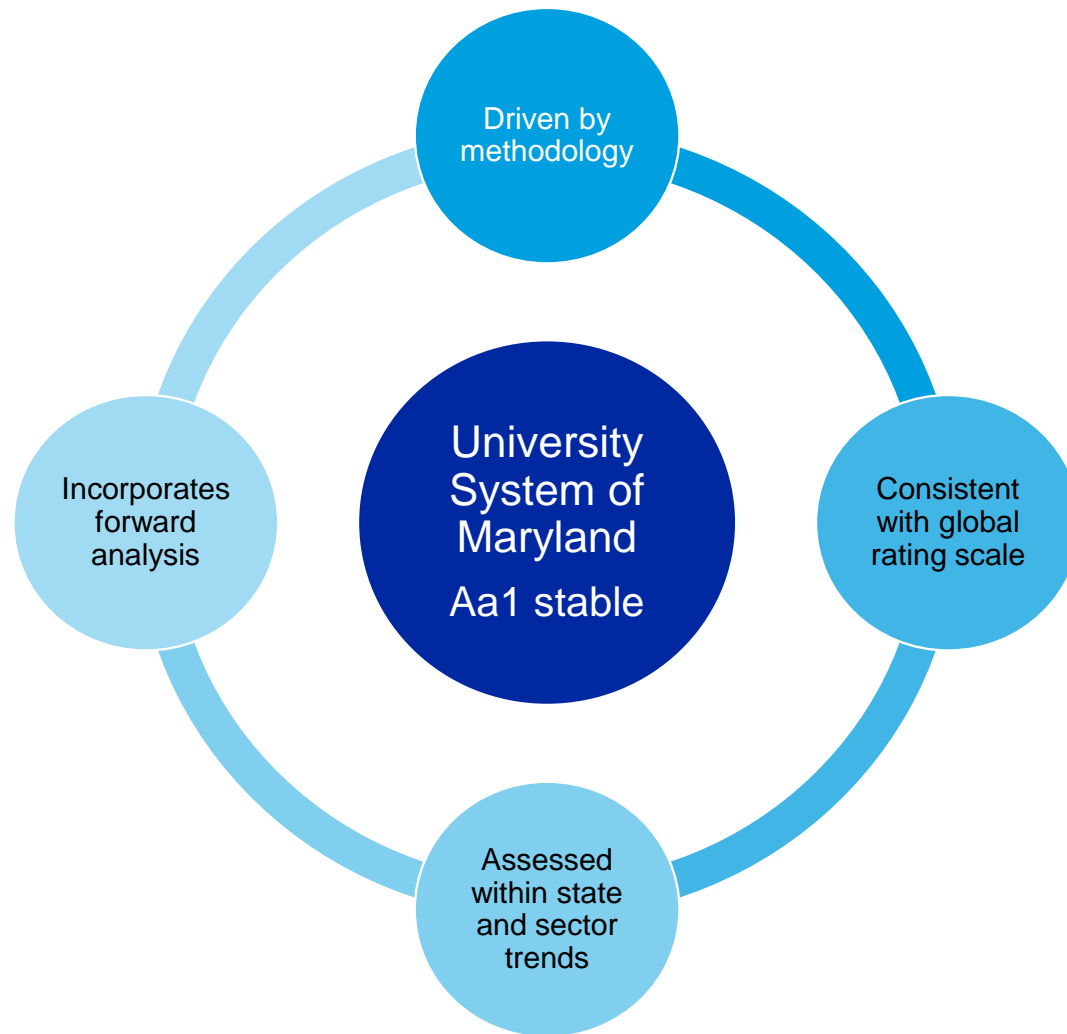 Driven by
methodology
University
System of
Maryland
Aa1 stable
Incorporates
forward
analysis
Consistent
with global
rating scale
Assessed
within state
and sector
trends